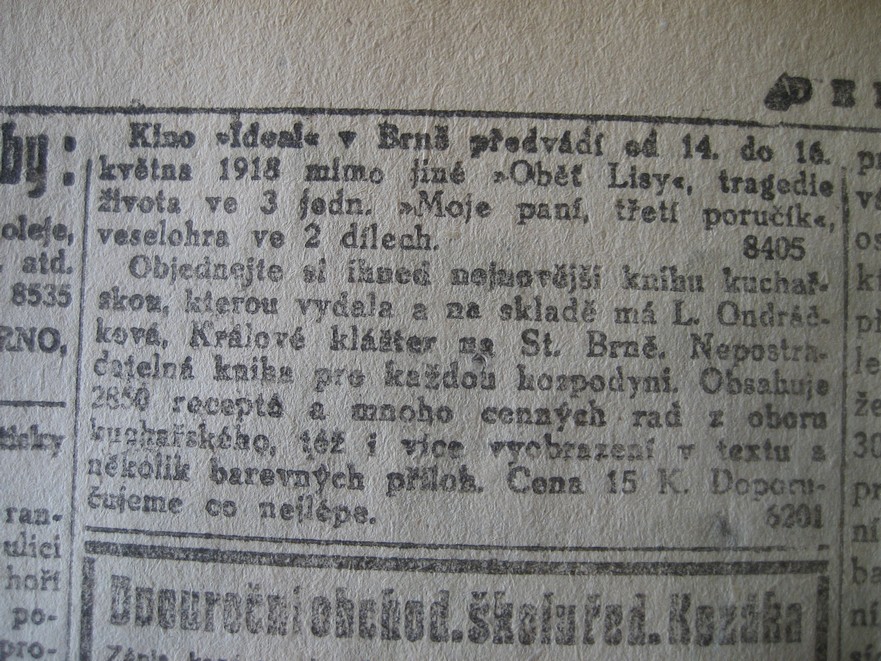 Kino »Ideal« v Brně předvádí od 14. do 16.
května 1918 mimo jiné »Oběť Lisy«, tragedie
života ve 3 jedn. »Moje paní, třetí poručík«,
veselohra ve 2 dílech. 8405
Objednejte si ihned nejnovější knihu kuchař-
skou, kterou vydala a na skladě má L. Ondráč-
ková, Králové klášter na St. Brně. Nepostra-
datelná kniha pro každou hospodyni. Obsahuje
2850 receptů a mnoho cenných rad z oboru
kuchařského, též i více vyobrazení v textu a
několik barevných příloh. Cena 15 K. Doporu-
čujeme co nejlépe. 6201
Dvouroční obchod. školy řed. Kozáka
by:
oleje,
atd.
8535
RNO,
ran-
ulici
hoří
po-
pro-